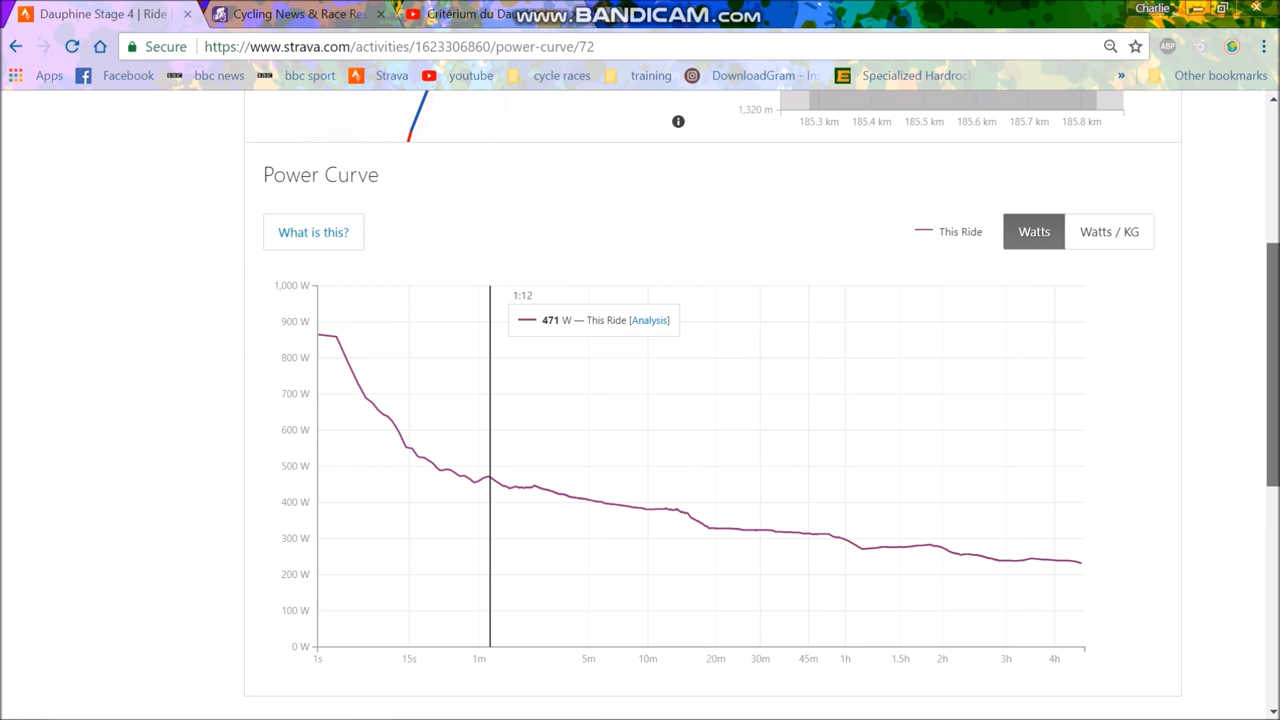 Dauphine Stage 4 | Ride
Cycling News & Race Re
Critérium du Dau
www.BANDICAM.com
Charlie
Secure
https://www.strava.com/activities/1623306860/power-curve/72
ABP
Apps
Facebook
bbc news
bbc sport
Strava
youtube
cycle races
training
DownloadGram - In
Specialized Hardroc
»
Other bookmarks
1,320 m
185.3 km 185.4 km 185.5 km 185.6 km 185.7 km 185.8 km
Power Curve
What is this?
This Ride
Watts
Watts / KG
1:12
471 W — This Ride [Analysis]
1,000 W
900 W
800 W
700 W
600 W
500 W
400 W
300 W
200 W
100 W
0 W
1s 15s 1m 5m 10m 20m 30m 45m 1h 1.5h 2h 3h 4h